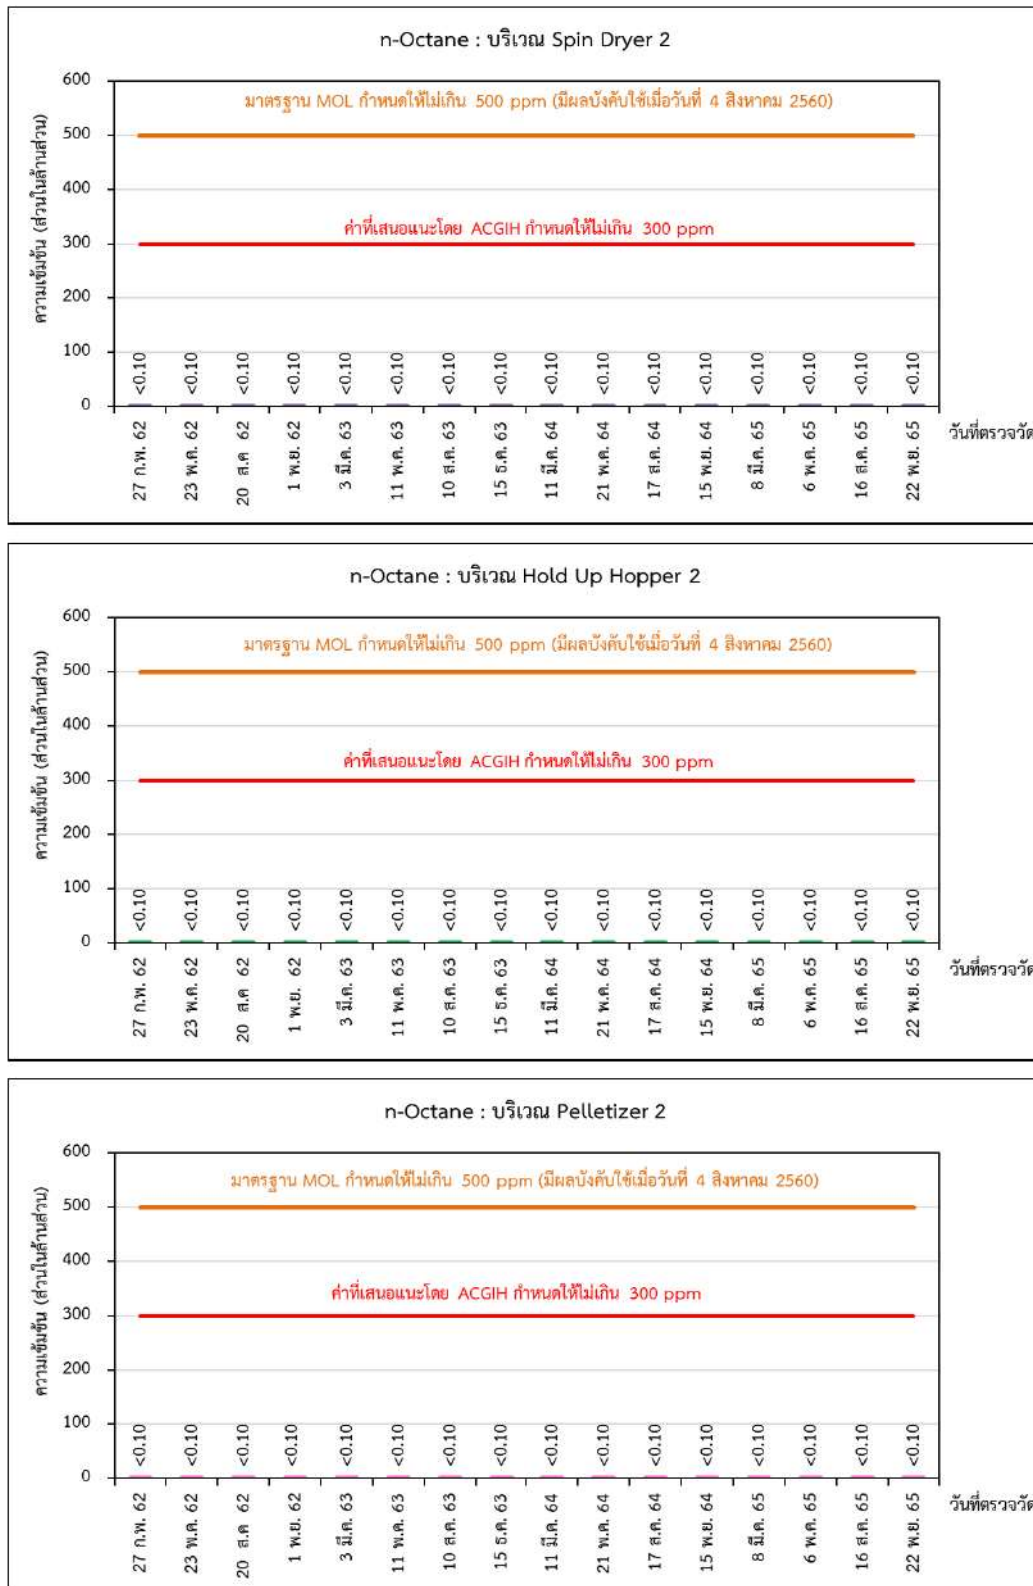 n-Octane : บริเวณ Spin Dryer 2
ความเข้มข้น (ส่วนในล้านส่วน)
600
มาตรฐาน MOL กำหนดให้ไม่เกิน 500 ppm (มีผลบังคับใช้เมื่อวันที่ 4 สิงหาคม 2560)
500
400
ค่าที่เสนอแนะโดย ACGIH กำหนดให้ไม่เกิน 300 ppm
300
200
100
<0.10 <0.10 <0.10 <0.10 <0.10 <0.10 <0.10 <0.10 <0.10 <0.10 <0.10 <0.10 <0.10 <0.10 <0.10 <0.10
0
วันที่ตรวจวัด
27 ก.พ. 62
23 พ.ค. 62
20 ส.ค 62
1 พ.ย. 62
3 มี.ค. 63
11 พ.ค. 63
10 ส.ค. 63
15 ธ.ค. 63
11 มี.ค. 64
21 พ.ค. 64
17 ส.ค. 64
15 พ.ย. 64
8 มี.ค. 65
6 พ.ค. 65
16 ส.ค. 65
22 พ.ย. 65
n-Octane : บริเวณ Hold Up Hopper 2
ความเข้มข้น (ส่วนในล้านส่วน)
600
มาตรฐาน MOL กำหนดให้ไม่เกิน 500 ppm (มีผลบังคับใช้เมื่อวันที่ 4 สิงหาคม 2560)
500
400
ค่าที่เสนอแนะโดย ACGIH กำหนดให้ไม่เกิน 300 ppm
300
200
100
<0.10 <0.10 <0.10 <0.10 <0.10 <0.10 <0.10 <0.10 <0.10 <0.10 <0.10 <0.10 <0.10 <0.10 <0.10 <0.10
0
วันที่ตรวจวัด
27 ก.พ. 62
23 พ.ค. 62
20 ส.ค 62
1 พ.ย. 62
3 มี.ค. 63
11 พ.ค. 63
10 ส.ค. 63
15 ธ.ค. 63
11 มี.ค. 64
21 พ.ค. 64
17 ส.ค. 64
15 พ.ย. 64
8 มี.ค. 65
6 พ.ค. 65
16 ส.ค. 65
22 พ.ย. 65
n-Octane : บริเวณ Pelletizer 2
ความเข้มข้น (ส่วนในล้านส่วน)
600
มาตรฐาน MOL กำหนดให้ไม่เกิน 500 ppm (มีผลบังคับใช้เมื่อวันที่ 4 สิงหาคม 2560)
500
400
ค่าที่เสนอแนะโดย ACGIH กำหนดให้ไม่เกิน 300 ppm
300
200
100
<0.10 <0.10 <0.10 <0.10 <0.10 <0.10 <0.10 <0.10 <0.10 <0.10 <0.10 <0.10 <0.10 <0.10 <0.10 <0.10
0
วันที่ตรวจวัด
27 ก.พ. 62
23 พ.ค. 62
20 ส.ค 62
1 พ.ย. 62
3 มี.ค. 63
11 พ.ค. 63
10 ส.ค. 63
15 ธ.ค. 63
11 มี.ค. 64
21 พ.ค. 64
17 ส.ค. 64
15 พ.ย. 64
8 มี.ค. 65
6 พ.ค. 65
16 ส.ค. 65
22 พ.ย. 65